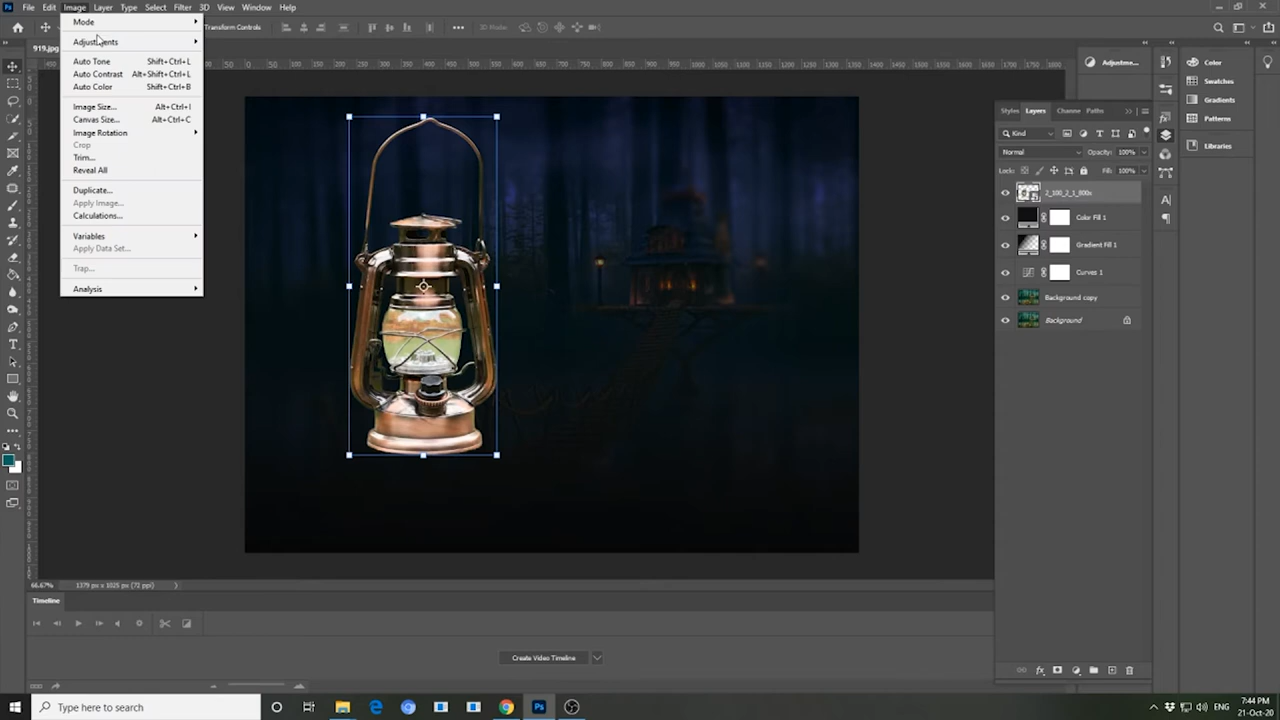 File Edit Image Layer Type Select Filter 3D View Window Help
Transform Controls
3D Mode:
919.jpg
Mode
Adjustments
Auto Tone Shift+Ctrl+L
Auto Contrast Alt+Shift+Ctrl+L
Auto Color Shift+Ctrl+B
Image Size... Alt+Ctrl+I
Canvas Size... Alt+Ctrl+C
Image Rotation
Crop
Trim...
Reveal All
Duplicate...
Apply Image...
Calculations...
Variables
Apply Data Set...
Trap...
Analysis
Adjustme...
Color
Swatches
Gradients
Patterns
Libraries
Styles Layers Channe Paths
Kind
Normal Opacity: 100%
Lock: Fill: 100%
2_100_2_1_800x
Color Fill 1
Gradient Fill 1
Curves 1
Background copy
Background
66.67% 1379 px x 1025 px (72 ppi)
Timeline
Create Video Timeline
Type here to search
ENG
7:44 PM
21-Oct-20